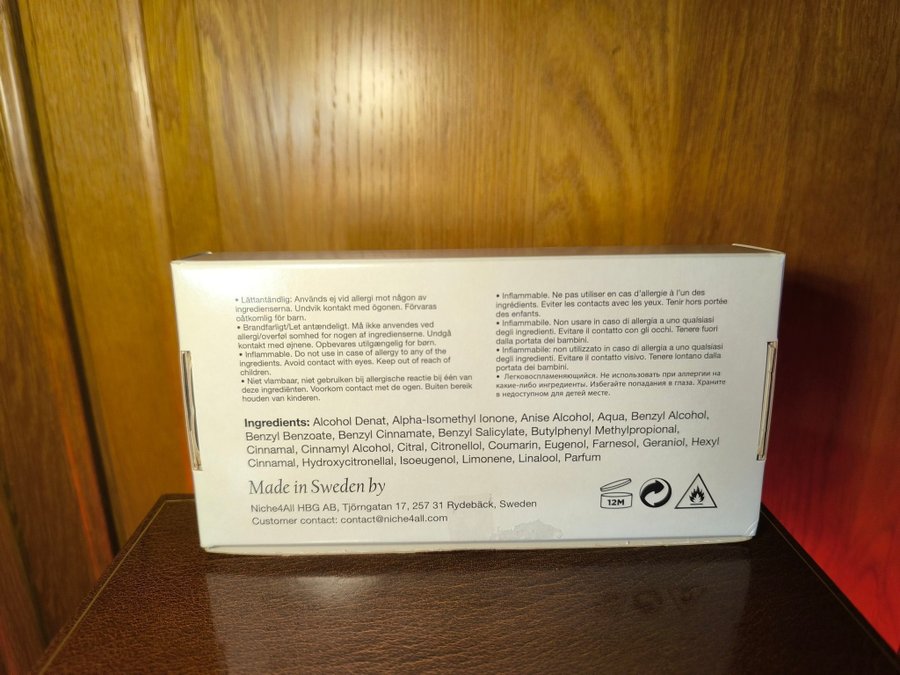 • Lättantändlig: Används ej vid allergi mot någon av
ingredienserna. Undvik kontakt med ögonen. Förvaras
oåtkomlig för barn.
• Brandfarligt/Let antændeligt. Må ikke anvendes ved
allergi/overføl somhed for nogen af ingredienserne. Undgå
kontakt med øjnene. Opbevares utilgængelig for børn.
• Inflammable. Do not use in case of allergy to any of the
ingredients. Avoid contact with eyes. Keep out of reach of
children.
• Niet vlambaar, niet gebruiken bij allergische reactie bij één van
deze ingrediënten. Voorkom contact met de ogen. Buiten bereik
houden van kinderen.
• Inflammable. Ne pas utiliser en cas d'allergie à l'un des
ingrédients. Éviter les contacts avec les yeux. Tenir hors portée
des enfants.
• Infiammabile. Non usare in caso di allergia a uno qualsiasi
degli ingredienti. Evitare il contatto con gli occhi. Tenere fuori
dalla portata dei bambini.
• Infiammabile: non utilizzato in caso di allergia a uno qualsiasi
degli ingredienti. Evitare il contatto visivo. Tenere lontano dalla
portata dei bambini.
• Легковоспламеняющийся. Не использовать при аллергии на
какие-либо ингредиенты. Избегайте попадания в глаза. Храните
в недоступном для детей месте.
Ingredients: Alcohol Denat, Alpha-Isomethyl Ionone, Anise Alcohol, Aqua, Benzyl Alcohol,
Benzyl Benzoate, Benzyl Cinnamate, Benzyl Salicylate, Butylphenyl Methylpropional,
Cinnamal, Cinnamyl Alcohol, Citral, Citronellol, Coumarin, Eugenol, Farnesol, Geraniol, Hexyl
Cinnamal, Hydroxycitronellal, Isoeugenol, Limonene, Linalool, Parfum
Made in Sweden by
Niche4All HBG AB, Tjörngatan 17, 257 31 Rydebäck, Sweden
Customer contact: contact@niche4all.com
12M